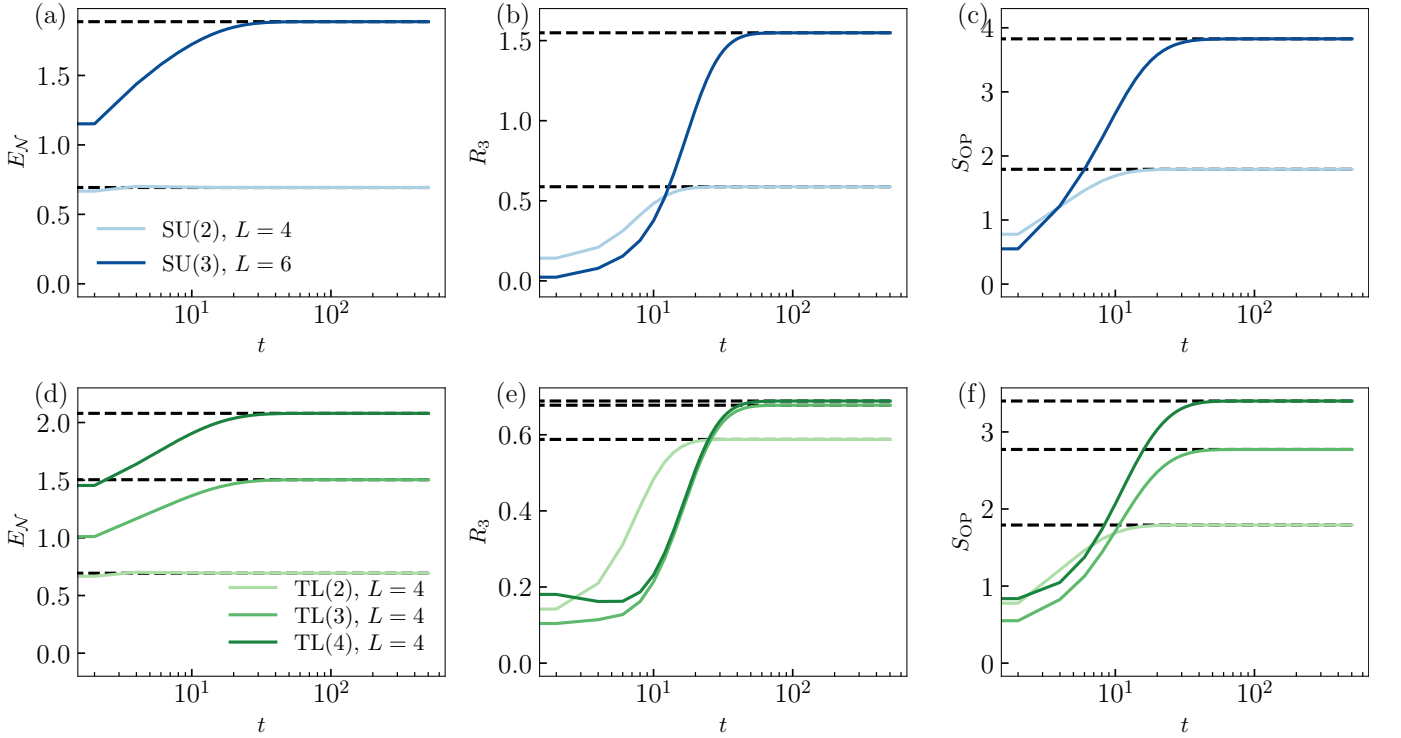 (a)
1.5
1.0
0.5
0.0
E_𝒩
SU(2), L = 4
SU(3), L = 6
10^1
10^2
t
(b)
1.5
1.0
0.5
0.0
R_3
10^1
10^2
t
(c)
4
3
2
1
0
S_OP
10^1
10^2
t
(d)
2.0
1.5
1.0
0.5
0.0
E_𝒩
TL(2), L = 4
TL(3), L = 4
TL(4), L = 4
10^1
10^2
t
(e)
0.6
0.4
0.2
0.0
R_3
10^1
10^2
t
(f)
3
2
1
0
S_OP
10^1
10^2
t